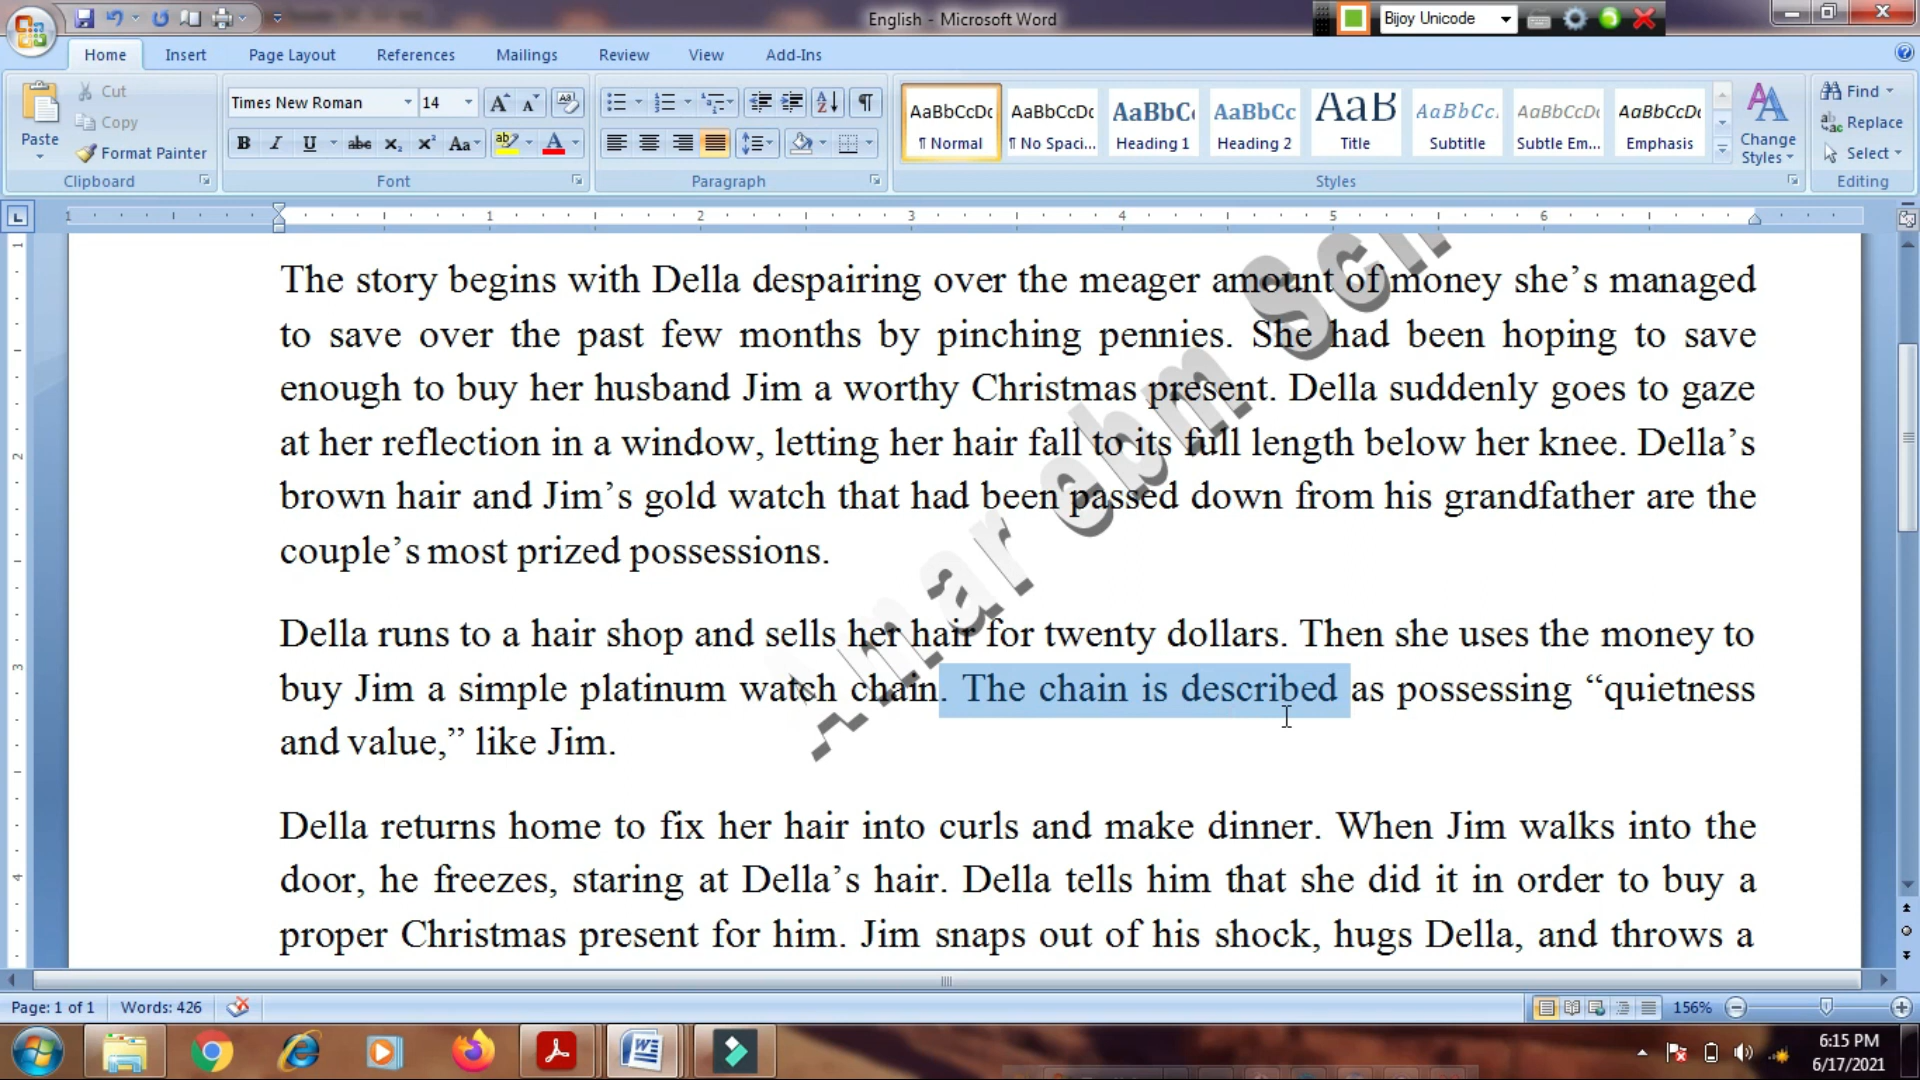 English - Microsoft Word
Bijoy Unicode
Home Insert Page Layout References Mailings Review View Add-Ins
Paste
Cut
Copy
Format Painter
Clipboard
Times New Roman 14
Font
Paragraph
AaBbCcDc AaBbCcDc AaBbC AaBbCc AaB AaBbCc. AaBbCcDc AaBbCcDc
¶ Normal ¶ No Spaci... Heading 1 Heading 2 Title Subtitle Subtle Em... Emphasis
Change Styles
Styles
Find
Replace
Select
Editing
1 1 2 3 4 5 6
The story begins with Della despairing over the meager amount of money she’s managed
to save over the past few months by pinching pennies. She had been hoping to save
enough to buy her husband Jim a worthy Christmas present. Della suddenly goes to gaze
at her reflection in a window, letting her hair fall to its full length below her knee. Della’s
brown hair and Jim’s gold watch that had been passed down from his grandfather are the
couple’s most prized possessions.
Della runs to a hair shop and sells her hair for twenty dollars. Then she uses the money to
buy Jim a simple platinum watch chain. The chain is described as possessing “quietness
and value,” like Jim.
Della returns home to fix her hair into curls and make dinner. When Jim walks into the
door, he freezes, staring at Della’s hair. Della tells him that she did it in order to buy a
proper Christmas present for him. Jim snaps out of his shock, hugs Della, and throws a
Amar ebm
Page: 1 of 1 Words: 426 156%
6:15 PM
6/17/2021